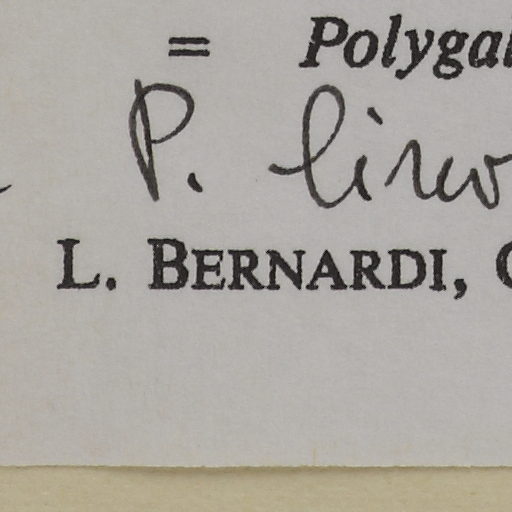 = Polygal
P.
L. BERNARDI,